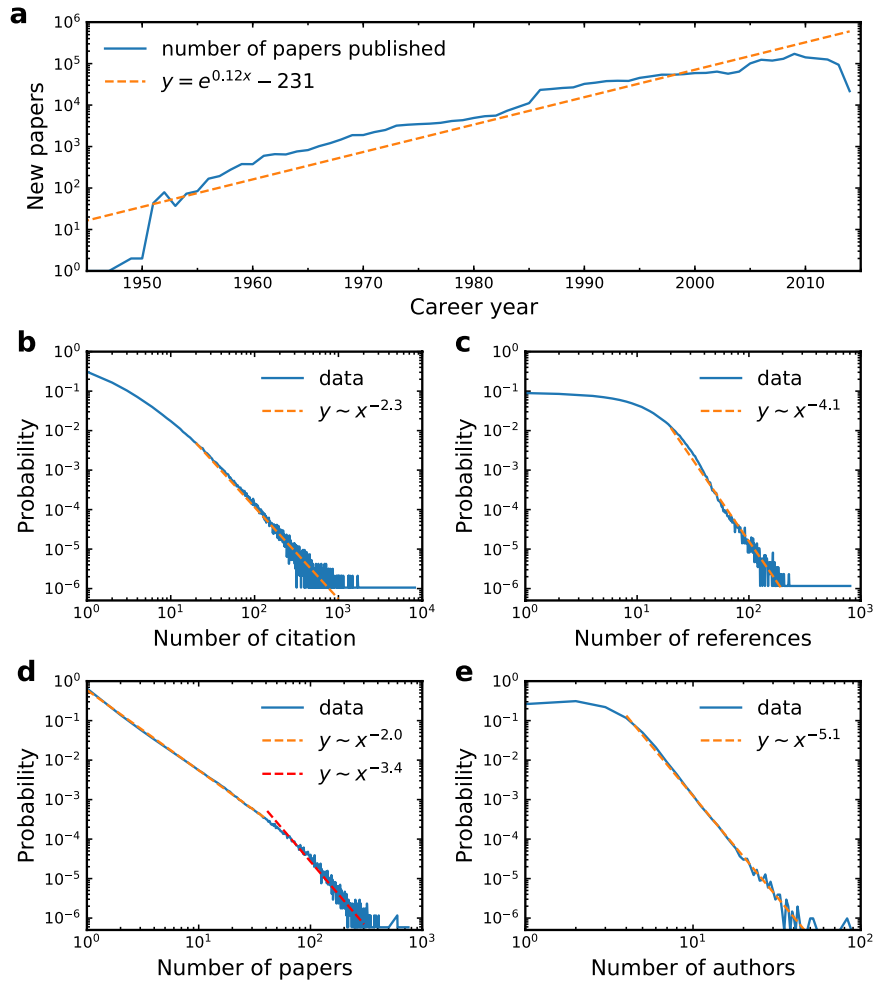 a
10^6
10^5
10^4
10^3
10^2
10^1
10^0
New papers
number of papers published
y = e^{0.12x} − 231
1950 1960 1970 1980 1990 2000 2010
Career year
b
10^0
10^{-1}
10^{-2}
10^{-3}
10^{-4}
10^{-5}
10^{-6}
Probability
data
y ~ x^{-2.3}
10^0 10^1 10^2 10^3 10^4
Number of citation
c
10^0
10^{-1}
10^{-2}
10^{-3}
10^{-4}
10^{-5}
10^{-6}
Probability
data
y ~ x^{-4.1}
10^0 10^1 10^2 10^3
Number of references
d
10^0
10^{-1}
10^{-2}
10^{-3}
10^{-4}
10^{-5}
10^{-6}
Probability
data
y ~ x^{-2.0}
y ~ x^{-3.4}
10^0 10^1 10^2 10^3
Number of papers
e
10^0
10^{-1}
10^{-2}
10^{-3}
10^{-4}
10^{-5}
10^{-6}
Probability
data
y ~ x^{-5.1}
10^0 10^1 10^2
Number of authors